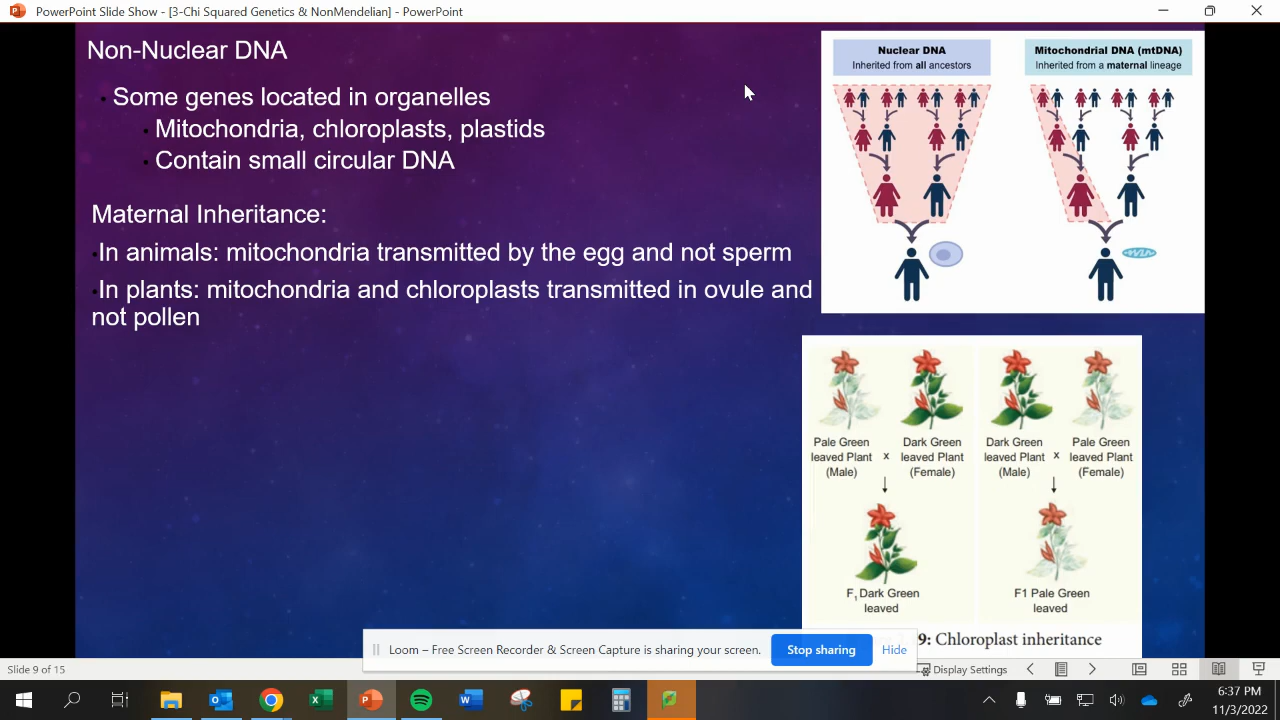 PowerPoint Slide Show - [3-Chi Squared Genetics & NonMendelian] - PowerPoint
Non-Nuclear DNA
Some genes located in organelles
Mitochondria, chloroplasts, plastids
Contain small circular DNA
Maternal Inheritance:
In animals: mitochondria transmitted by the egg and not sperm
In plants: mitochondria and chloroplasts transmitted in ovule and
not pollen
Nuclear DNA
Inherited from all ancestors
Mitochondrial DNA (mtDNA)
Inherited from a maternal lineage
Pale Green
leaved Plant
(Male)
x
Dark Green
leaved Plant
(Female)
Dark Green
leaved Plant
(Male)
x
Pale Green
leaved Plant
(Female)
F1 Dark Green
leaved
F1 Pale Green
leaved
9: Chloroplast inheritance
Loom – Free Screen Recorder & Screen Capture is sharing your screen.
Stop sharing
Hide
Slide 9 of 15
Display Settings
6:37 PM
11/3/2022